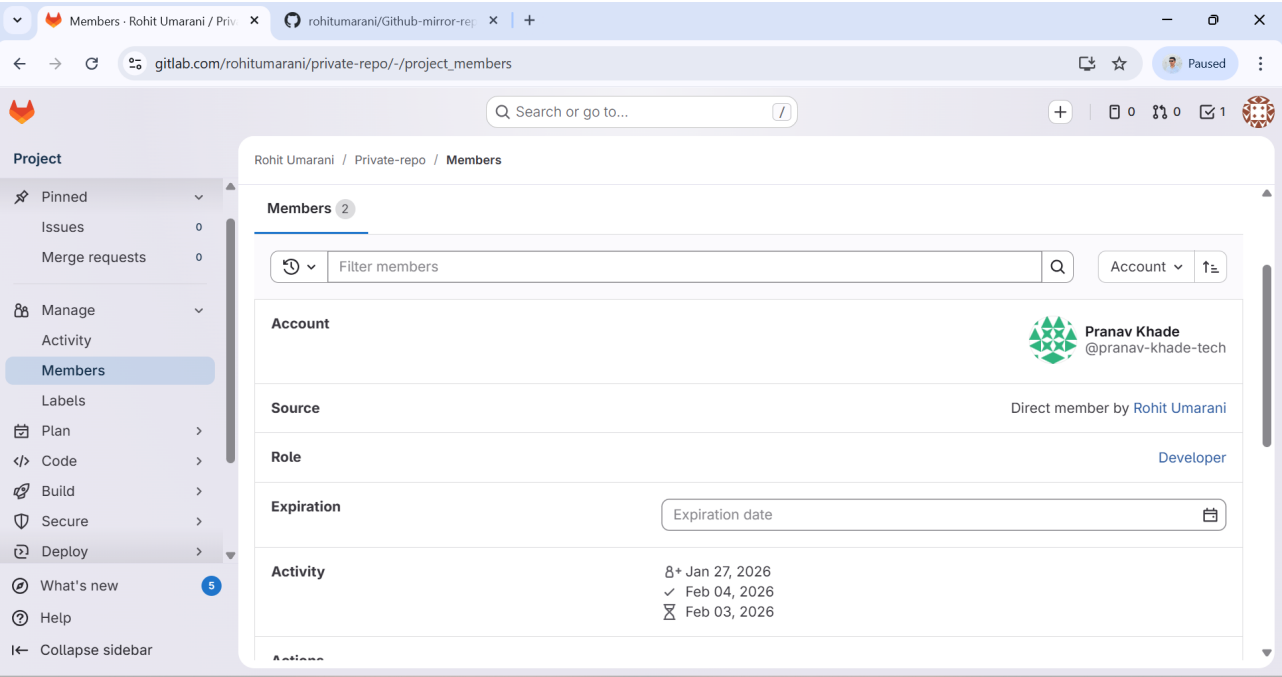 Members · Rohit Umarani / Priv
rohitumarani/Github-mirror-rep
gitlab.com/rohitumarani/private-repo/-/project_members
Paused
Search or go to...
/
0
0
1
Project
Pinned
Issues 0
Merge requests 0
Manage
Activity
Members
Labels
Plan
Code
Build
Secure
Deploy
What's new 5
Help
Collapse sidebar
Rohit Umarani / Private-repo / Members
Members 2
Filter members
Account
Account
Pranav Khade
@pranav-khade-tech
Source
Direct member by Rohit Umarani
Role
Developer
Expiration
Expiration date
Activity
Jan 27, 2026
Feb 04, 2026
Feb 03, 2026
Actions